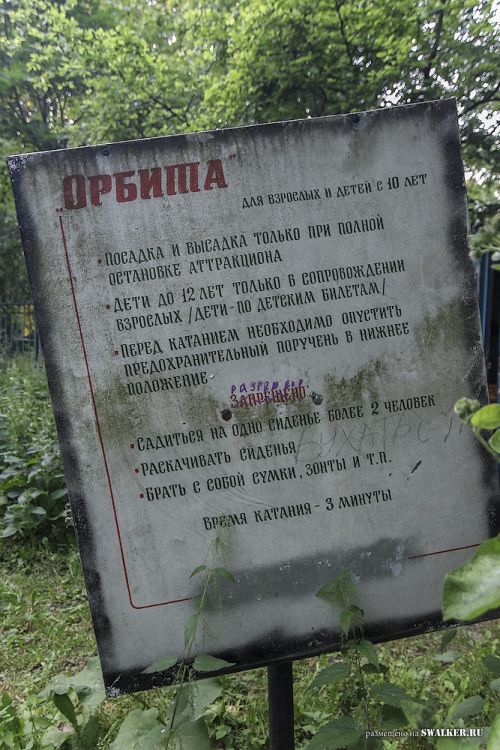 „Орбита"
для взрослых и детей с 10 лет
• Посадка и высадка только при полной
остановке аттракциона
• Дети до 12 лет только в сопровождении
взрослых /дети - по детским билетам/
• Перед катанием необходимо опустить
предохранительный поручень в нижнее
положение
разрешено
Запрещено
• Садиться на одно сиденье более 2 человек
• Раскачивать сиденья
• Брать с собой сумки, зонты и т.п.
Время катания - 3 минуты
размещено на SWALKER.RU